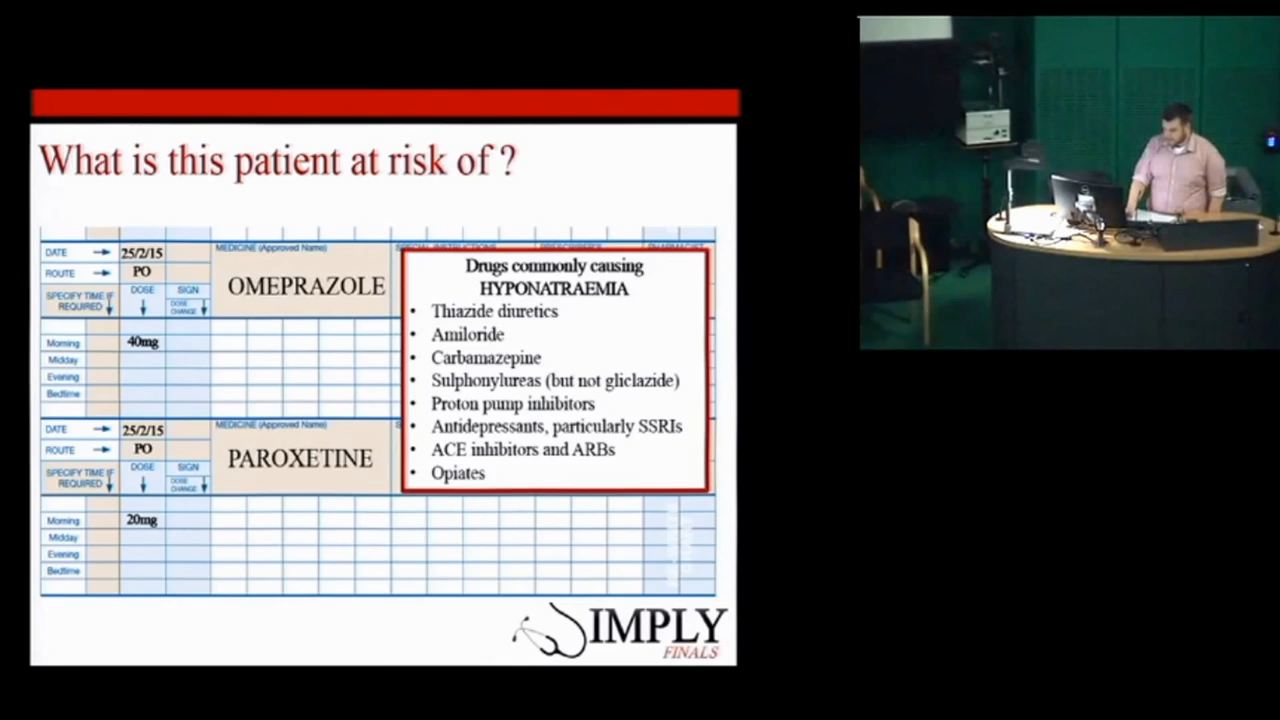 What is this patient at risk of ?
DATE → 25/2/15 MEDICINE (Approved Name)
ROUTE → PO OMEPRAZOLE
SPECIFY TIME IF REQUIRED ↓ DOSE ↓ SIGN DOSE CHANGE ↓
Morning 40mg
Midday
Evening
Bedtime
DATE → 25/2/15 MEDICINE (Approved Name)
ROUTE → PO PAROXETINE
SPECIFY TIME IF REQUIRED ↓ DOSE ↓ SIGN DOSE CHANGE ↓
Morning 20mg
Midday
Evening
Bedtime
Drugs commonly causing
HYPONATRAEMIA
• Thiazide diuretics
• Amiloride
• Carbamazepine
• Sulphonylureas (but not gliclazide)
• Proton pump inhibitors
• Antidepressants, particularly SSRIs
• ACE inhibitors and ARBs
• Opiates
SIMPLY
FINALS